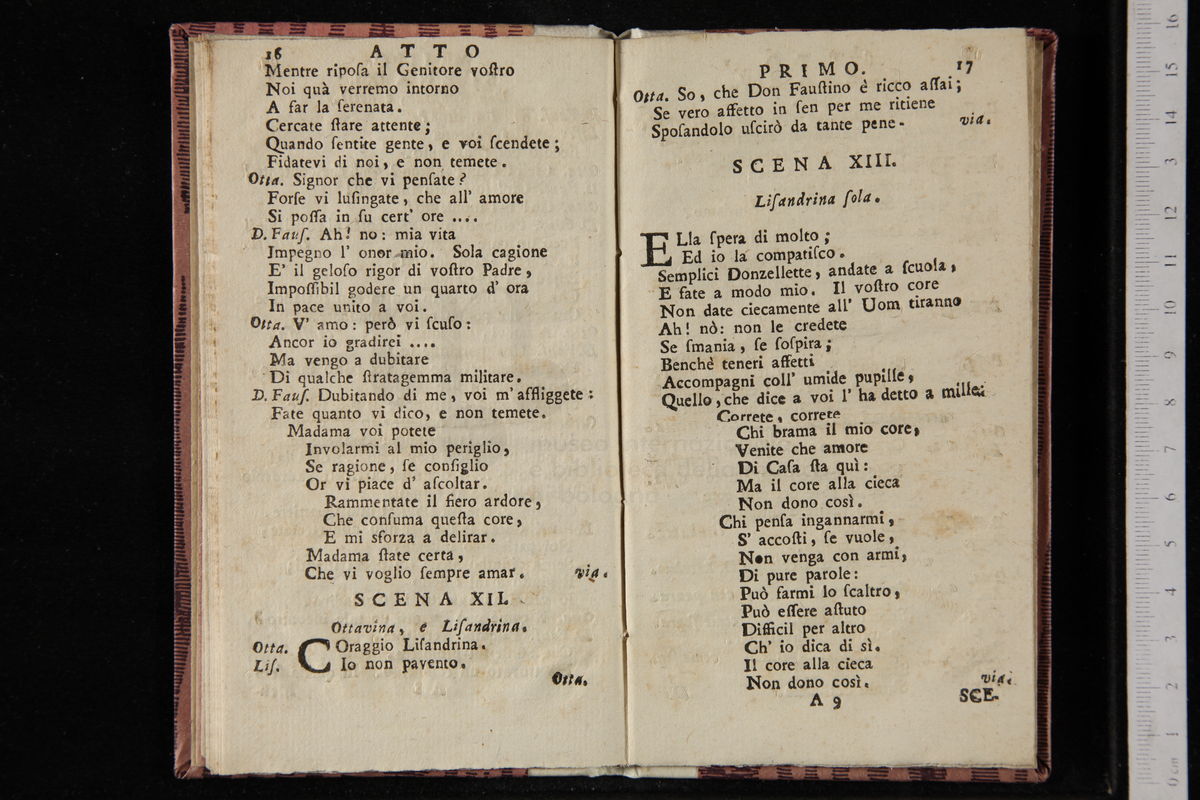 16 ATTO
Mentre ripoſa il Genitore voſtro
Noi quà verremo intorno
A far la ſerenata.
Cercate ſtare attente;
Quando ſentite gente, e voi ſcendete;
Fidatevi di noi, e non temete.
Otta. Signor che vi penſate?
Forſe vi luſingate, che all' amore
Si poſſa in ſu cert' ore ....
D. Fauſ. Ah! no: mia vita
Impegno l' onor mio. Sola cagione
E' il geloſo rigor di voſtro Padre,
Impoſſibil godere un quarto d' ora
In pace unito a voi.
Otta. V' amo: però vi ſcuſo:
Ancor io gradirei ....
Ma vengo a dubitare
Di qualche ſtratagemma militare.
D. Fauſ. Dubitando di me, voi m'affliggete:
Fate quanto vi dico, e non temete.
Madama voi potete
Involarmi al mio periglio,
Se ragione, ſe conſiglio
Or vi piace d' aſcoltar.
Rammentate il fiero ardore,
Che conſuma queſta core,
E mi sforza a delirar.
Madama ſtate certa,
Che vi voglio ſempre amar. via.
SCENA XII.
Ottavina, e Liſandrina.
Otta. COraggio Liſandrina.
Liſ. Io non pavento.
Otta.
PRIMO. 17
Otta. So, che Don Fauſtino è ricco aſſai;
Se vero affetto in ſen per me ritiene
Spoſandolo uſcirò da tante pene. via.
SCENA XIII.
Liſandrina ſola.
ELla ſpera di molto;
Ed io la compatiſco.
Semplici Donzellette, andate a ſcuola,
E fate a modo mio. Il voſtro core
Non date ciecamente all' Uom tiranno
Ah! nò: non le credete
Se ſmania, ſe ſoſpira;
Benchè teneri affetti
Accompagni coll' umide pupille,
Quello, che dice a voi l' ha detto a mille.
Correte, correte
Chi brama il mio core,
Venite che amore
Di Caſa ſta quì:
Ma il core alla cieca
Non dono così.
Chi penſa ingannarmi,
S' accoſti, ſe vuole,
Non venga con armi,
Di pure parole:
Può farmi lo ſcaltro,
Può eſſere aſtuto
Difficil per altro
Ch' io dica di sì.
Il core alla cieca
Non dono così. via.
A 9 SCE-